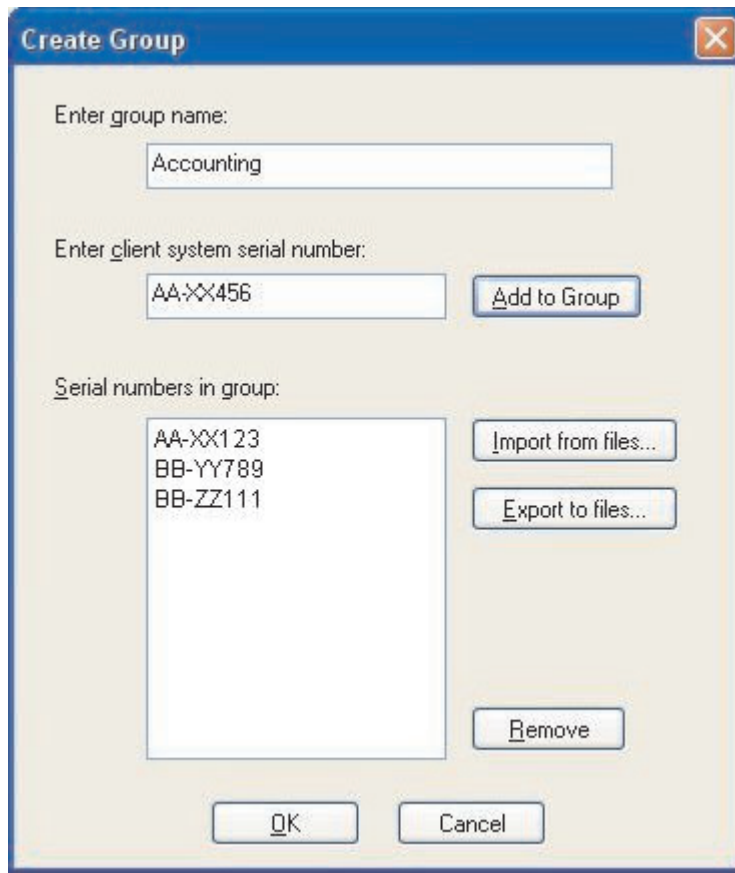 Create Group
Enter group name:
Accounting
Enter client system serial number:
AA-XX456
Add to Group
Serial numbers in group:
AA-XX123
BB-YY789
BB-ZZ111
Import from files...
Export to files...
Remove
OK
Cancel